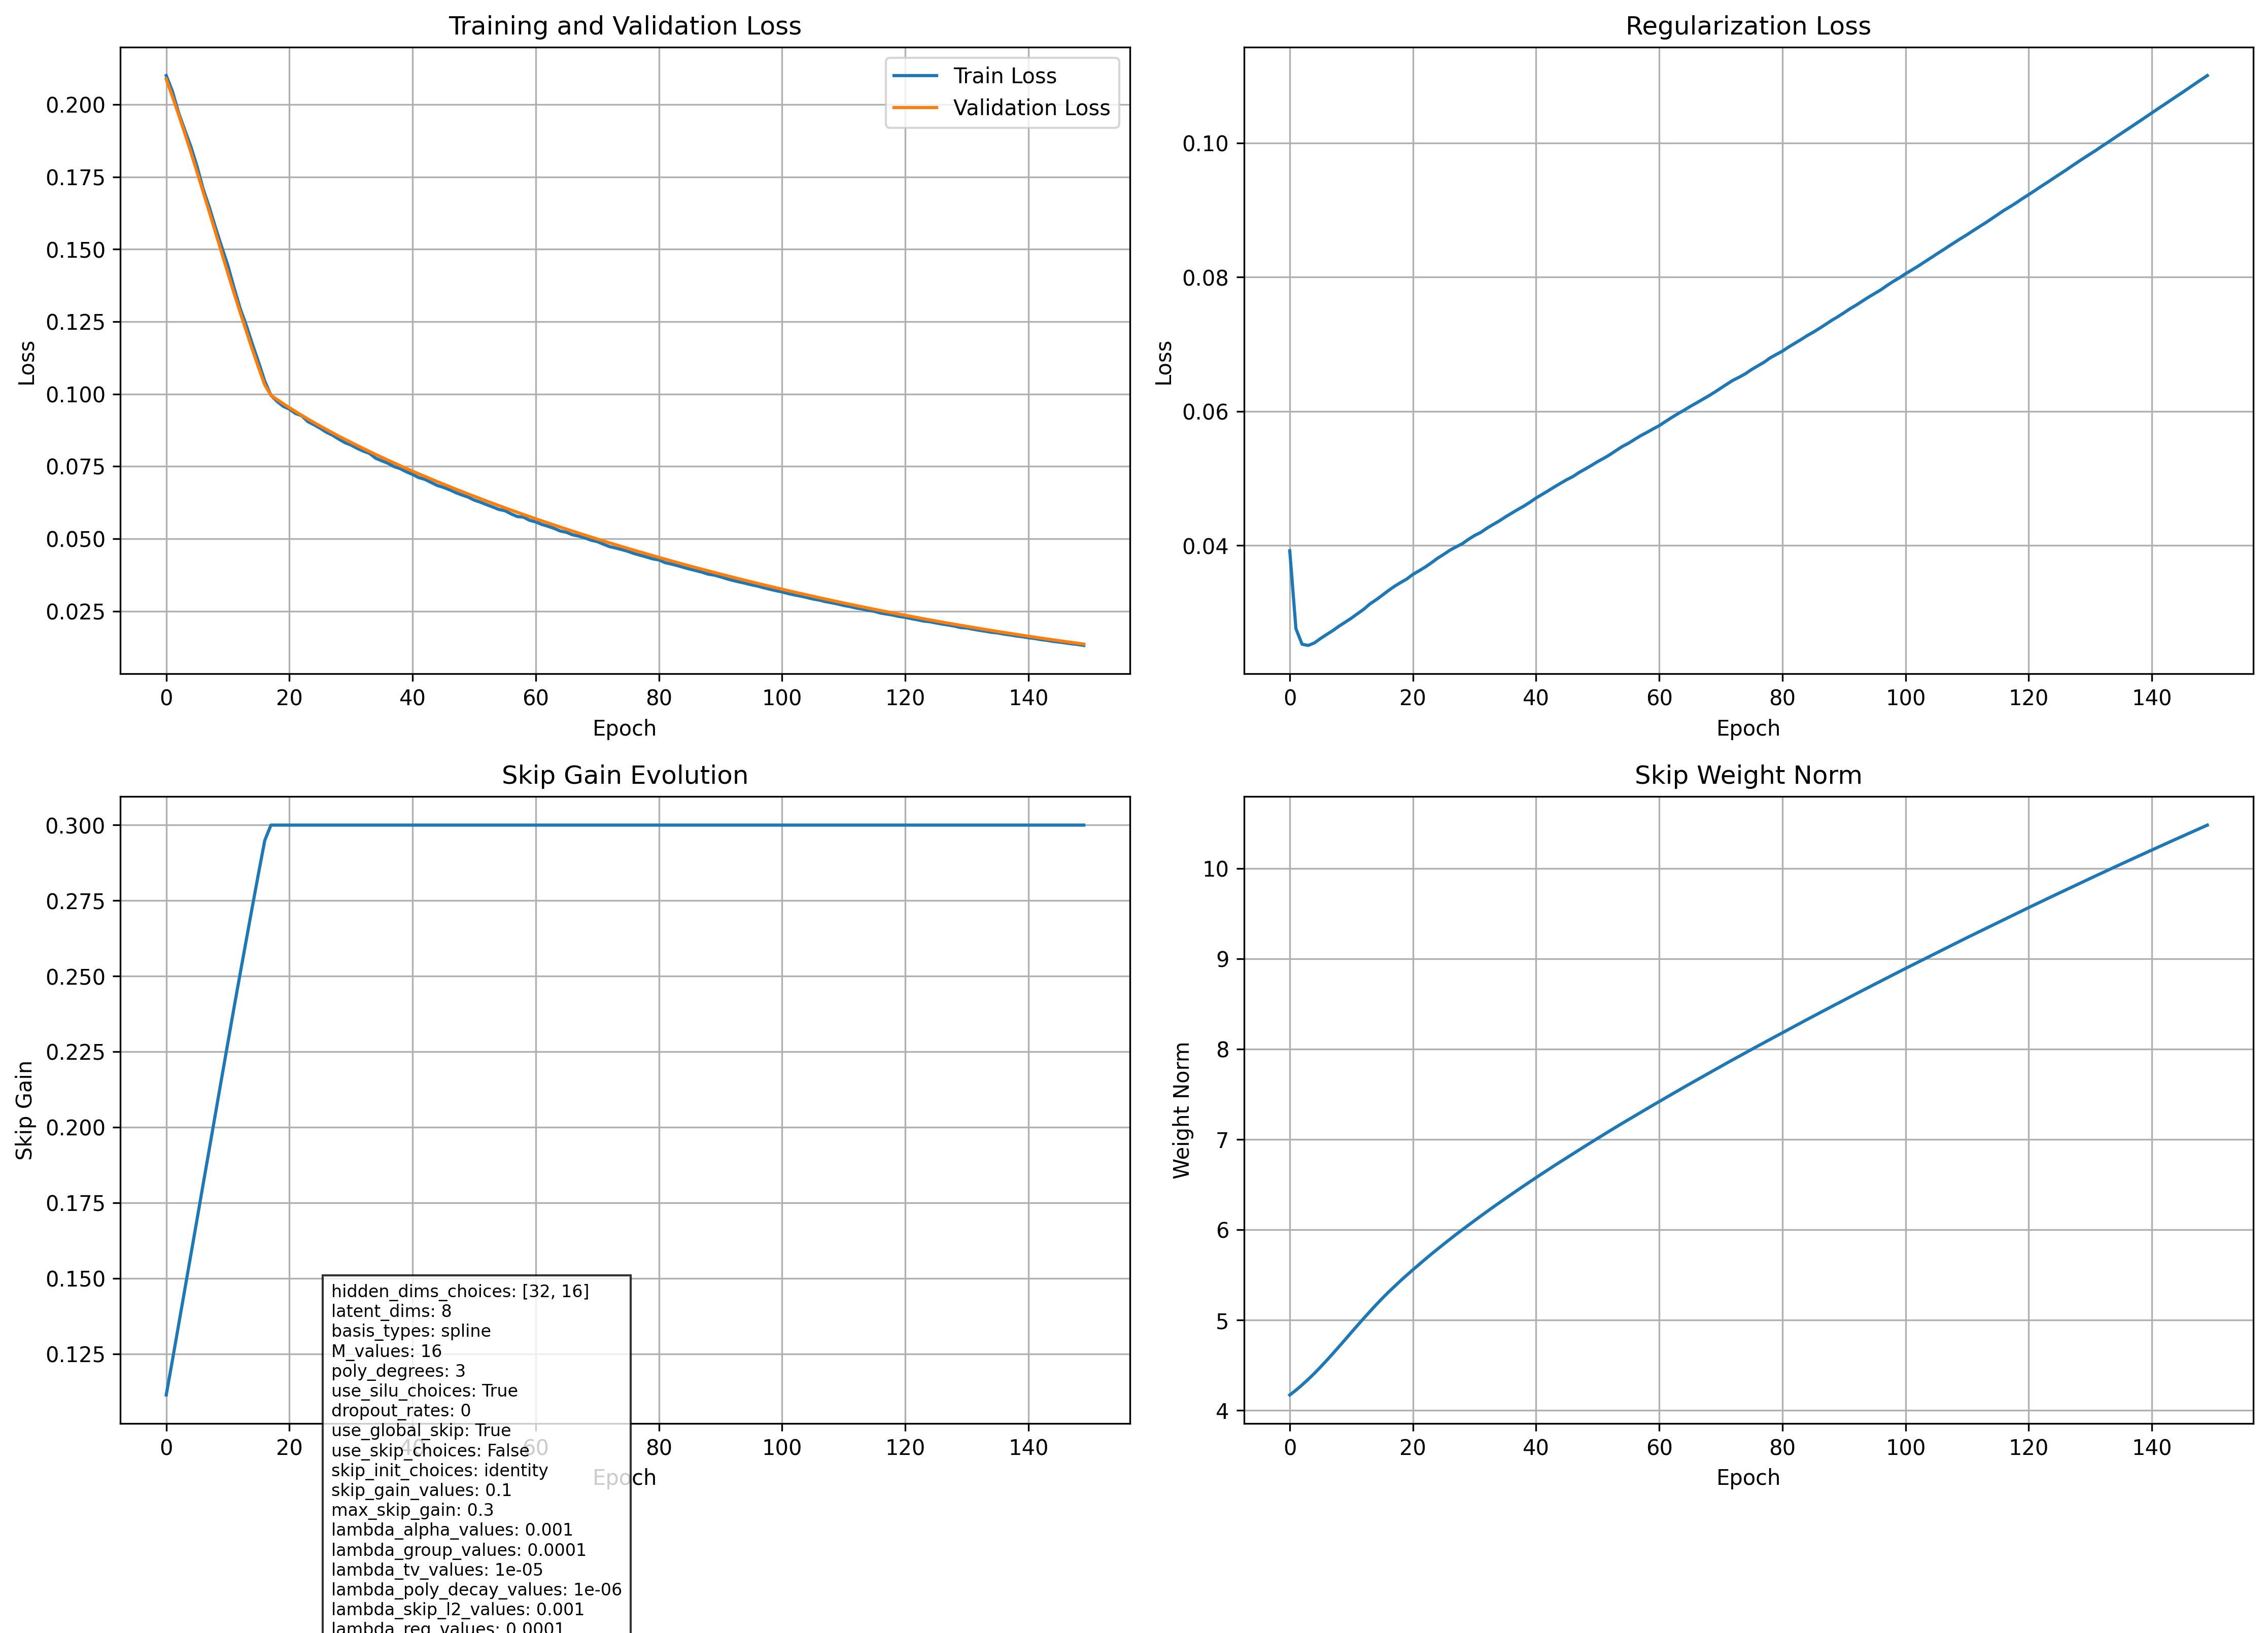 Training and Validation Loss
Train Loss
Validation Loss
0.200
0.175
0.150
0.125
0.100
0.075
0.050
0.025
Loss
0 20 40 60 80 100 120 140
Epoch
Regularization Loss
0.10
0.08
0.06
0.04
Loss
0 20 40 60 80 100 120 140
Epoch
Skip Gain Evolution
0.300
0.275
0.250
0.225
0.200
0.175
0.150
0.125
Skip Gain
0 20 40 60 80 100 120 140
Epoch
hidden_dims_choices: [32, 16]
latent_dims: 8
basis_types: spline
M_values: 16
poly_degrees: 3
use_silu_choices: True
dropout_rates: 0
use_global_skip: True
use_skip_choices: False
skip_init_choices: identity
skip_gain_values: 0.1
max_skip_gain: 0.3
lambda_alpha_values: 0.001
lambda_group_values: 0.0001
lambda_tv_values: 1e-05
lambda_poly_decay_values: 1e-06
lambda_skip_l2_values: 0.001
lambda_reg_values: 0.0001
Skip Weight Norm
10
9
8
7
6
5
4
Weight Norm
0 20 40 60 80 100 120 140
Epoch